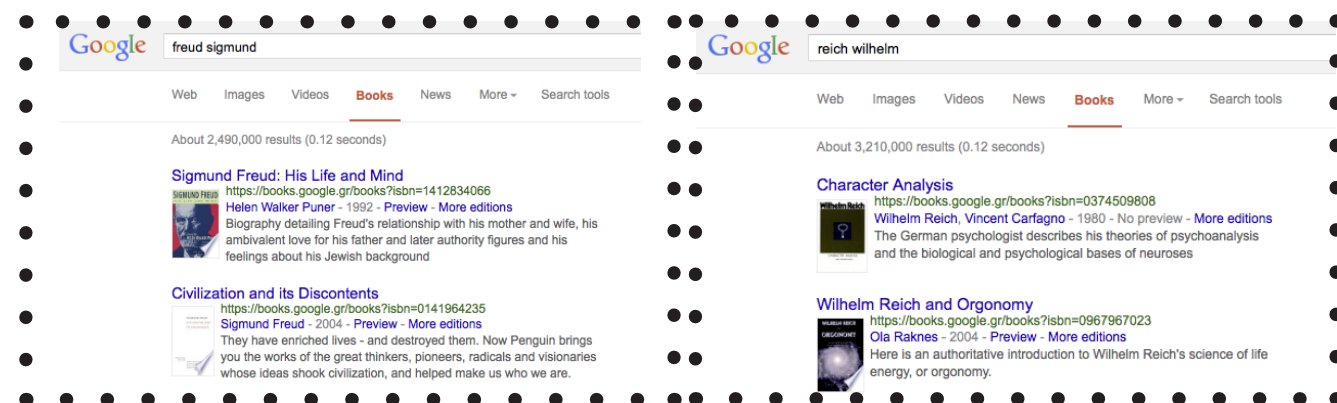 Google freud sigmund
Web Images Videos Books News More Search tools
About 2,490,000 results (0.12 seconds)
Sigmund Freud: His Life and Mind
https://books.google.gr/books?isbn=1412834066
Helen Walker Puner - 1992 - Preview - More editions
Biography detailing Freud's relationship with his mother and wife, his
ambivalent love for his father and later authority figures and his
feelings about his Jewish background
SIGMUND FREUD
Civilization and its Discontents
https://books.google.gr/books?isbn=0141964235
Sigmund Freud - 2004 - Preview - More editions
They have enriched lives - and destroyed them. Now Penguin brings
you the works of the great thinkers, pioneers, radicals and visionaries
whose ideas shook civilization, and helped make us who we are.
Google reich wilhelm
Web Images Videos News Books More Search tools
About 3,210,000 results (0.12 seconds)
Character Analysis
https://books.google.gr/books?isbn=0374509808
Wilhelm Reich, Vincent Carfagno - 1980 - No preview - More editions
The German psychologist describes his theories of psychoanalysis
and the biological and psychological bases of neuroses
Wilhelm Reich
Wilhelm Reich and Orgonomy
https://books.google.gr/books?isbn=0967967023
Ola Raknes - 2004 - Preview - More editions
Here is an authoritative introduction to Wilhelm Reich's science of life
energy, or orgonomy.
WILHELM REICH
ORGONOMY